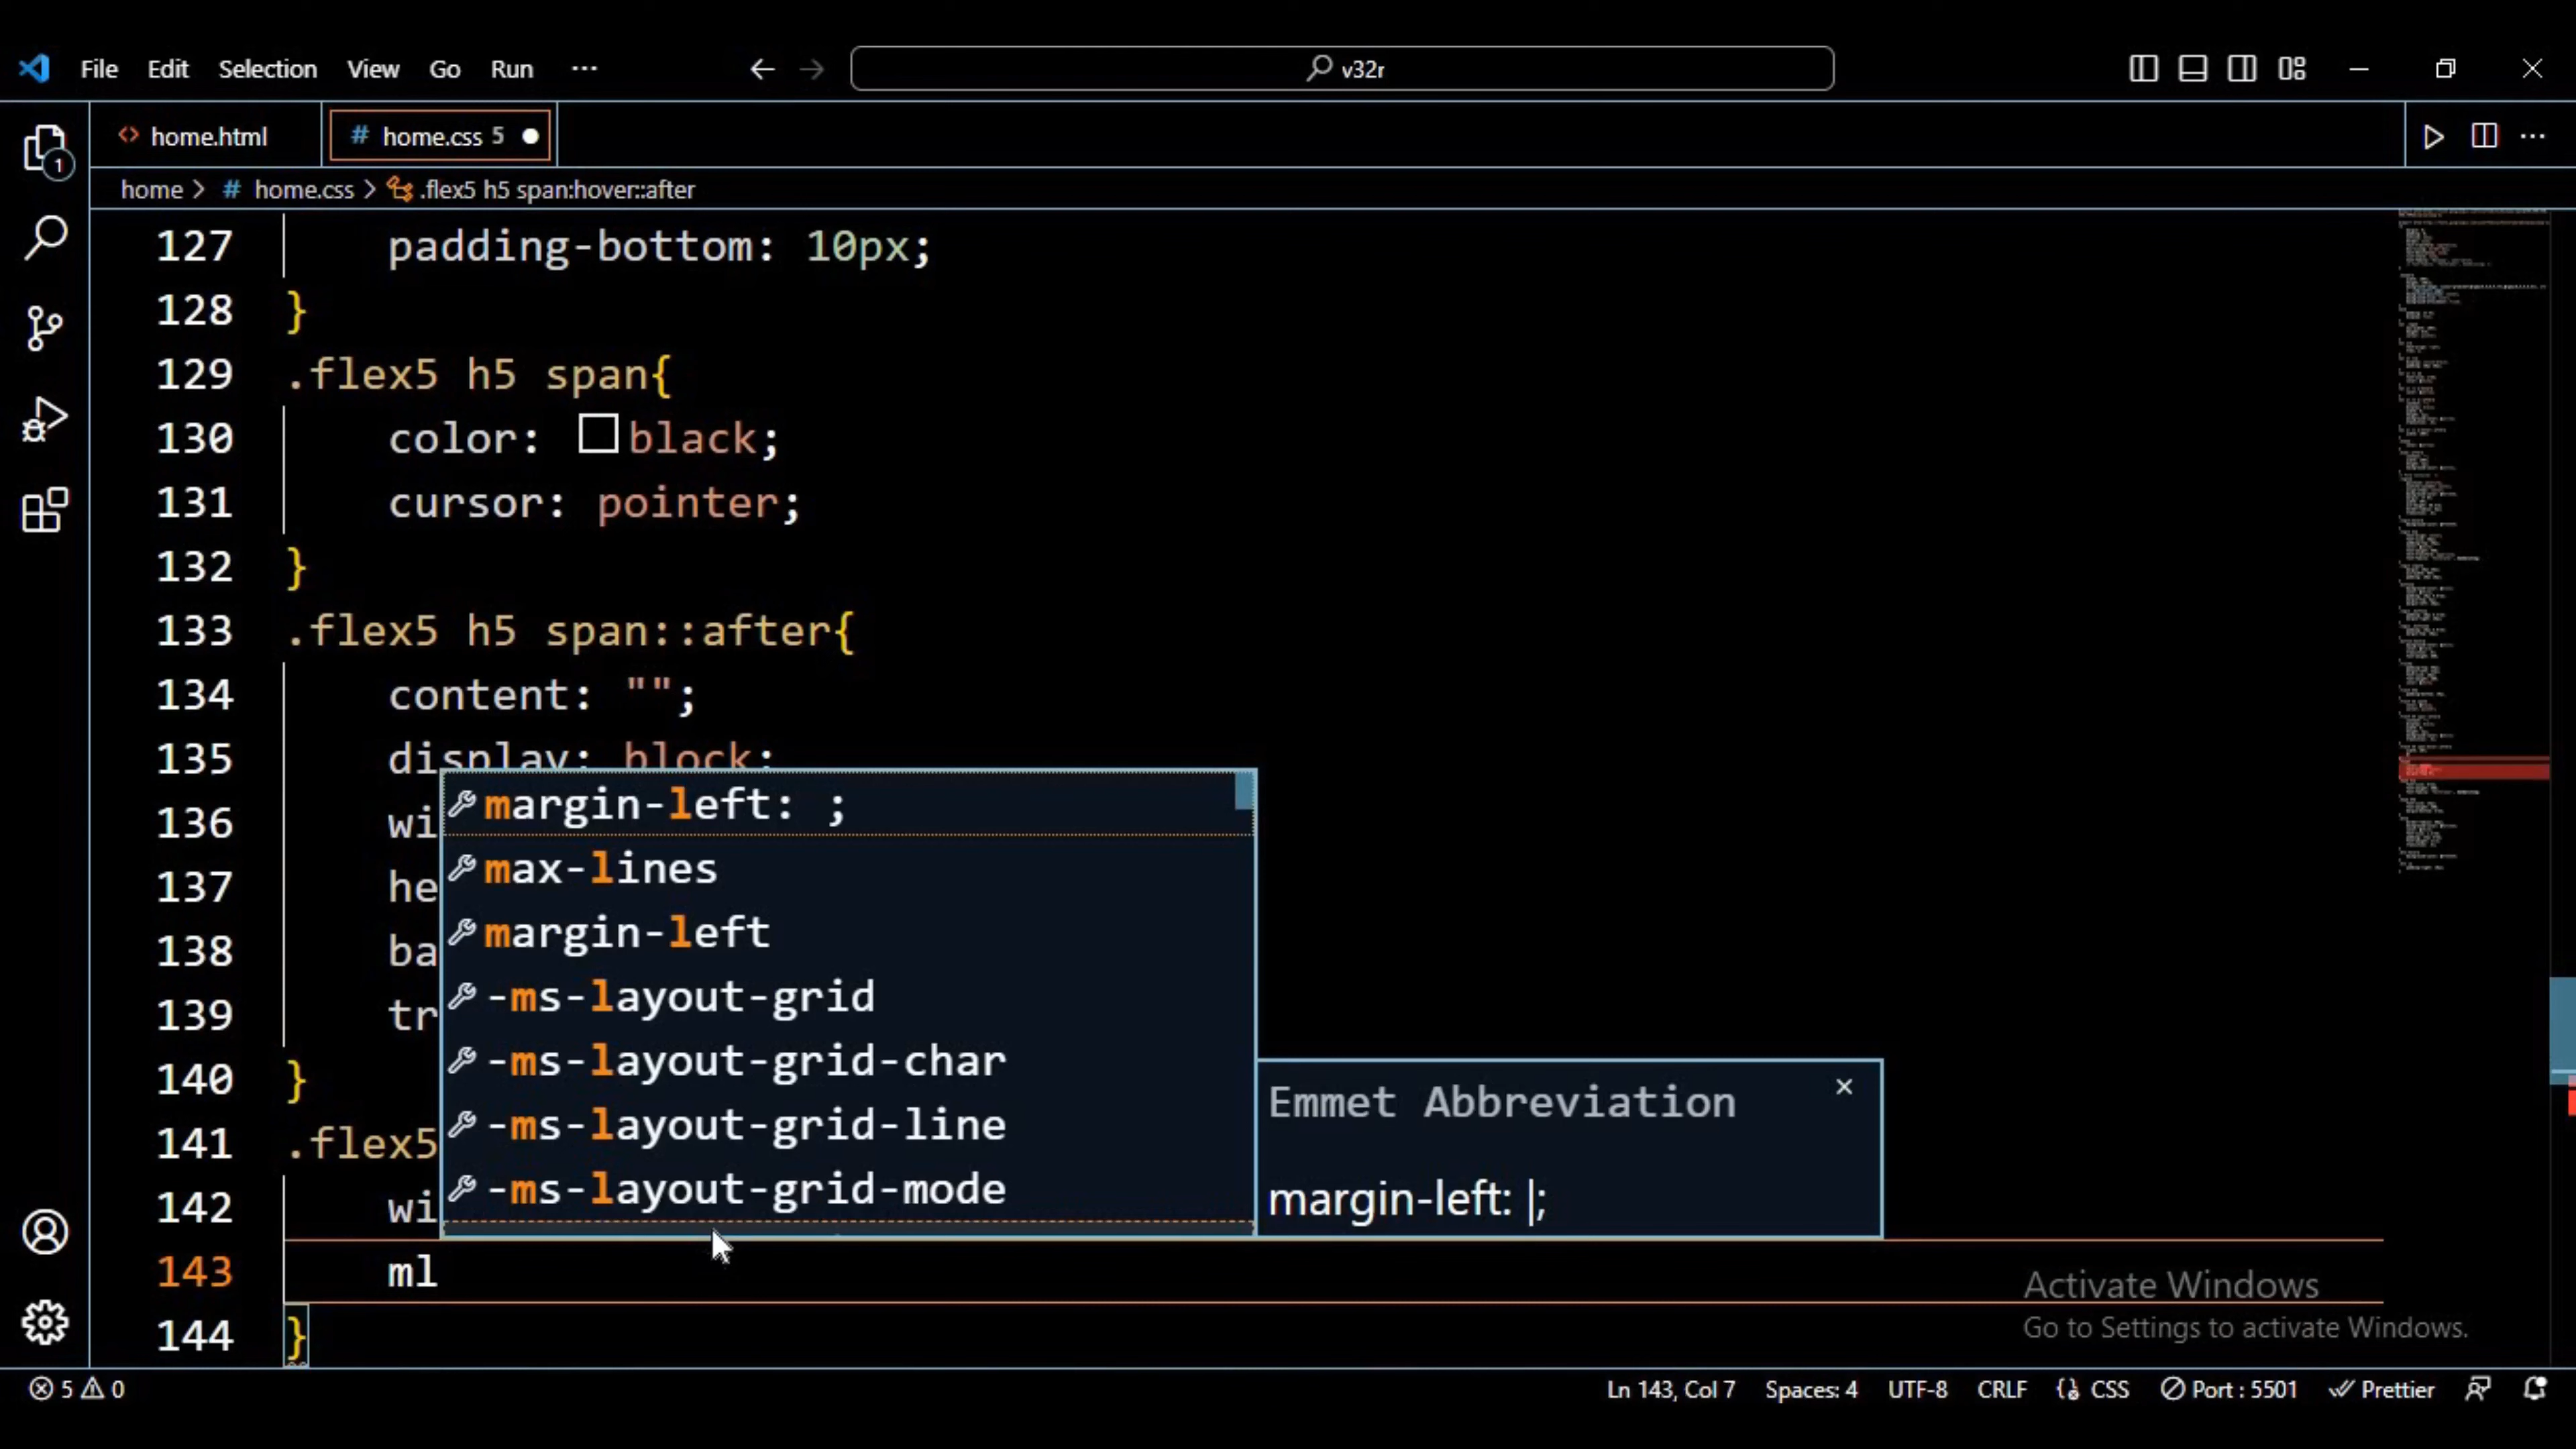 File Edit Selection View Go Run ···
v32r
home.html
# home.css 5
home > # home.css > .flex5 h5 span:hover::after
127 padding-bottom: 10px;
128 }
129 .flex5 h5 span{
130 color: black;
131 cursor: pointer;
132 }
133 .flex5 h5 span::after{
134 content: "";
135 display: block;
136 wi
137 he
138 ba
139 tr
140 }
141 .flex5
142 wi
143 ml
144 }
margin-left: ;
max-lines
margin-left
-ms-layout-grid
-ms-layout-grid-char
-ms-layout-grid-line
-ms-layout-grid-mode
Emmet Abbreviation
margin-left: |;
Activate Windows
Go to Settings to activate Windows.
5 0
Ln 143, Col 7 Spaces: 4 UTF-8 CRLF CSS Port : 5501 Prettier